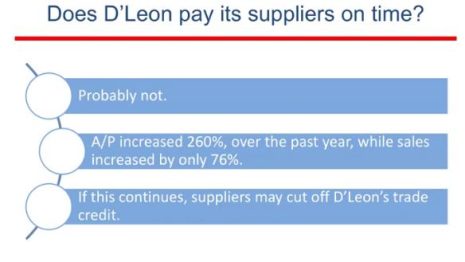 Does D’Leon pay its suppliers on time?
Probably not.
A/P increased 260%, over the past year, while sales
increased by only 76%.
If this continues, suppliers may cut off D’Leon’s trade
credit.